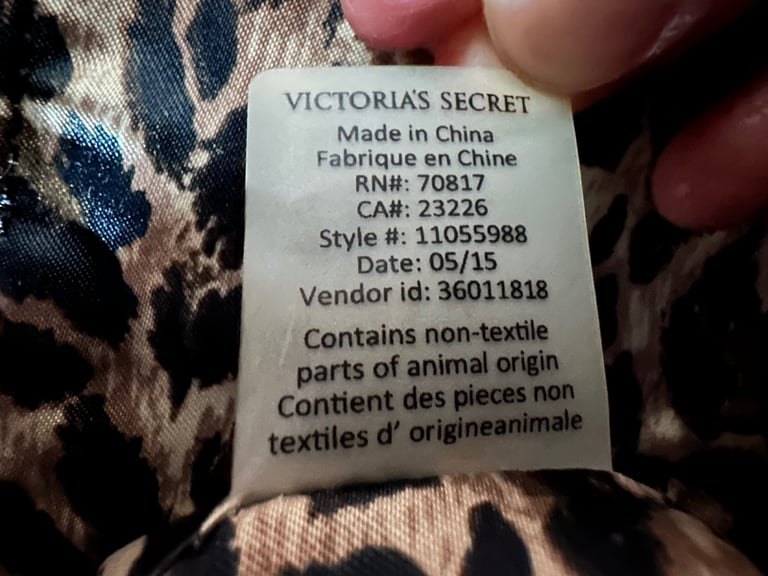 VICTORIA'S SECRET
Made in China
Fabrique en Chine
RN#: 70817
CA#: 23226
Style #: 11055988
Date: 05/15
Vendor id: 36011818
Contains non-textile
parts of animal origin
Contient des pieces non
textiles d' origineanimale